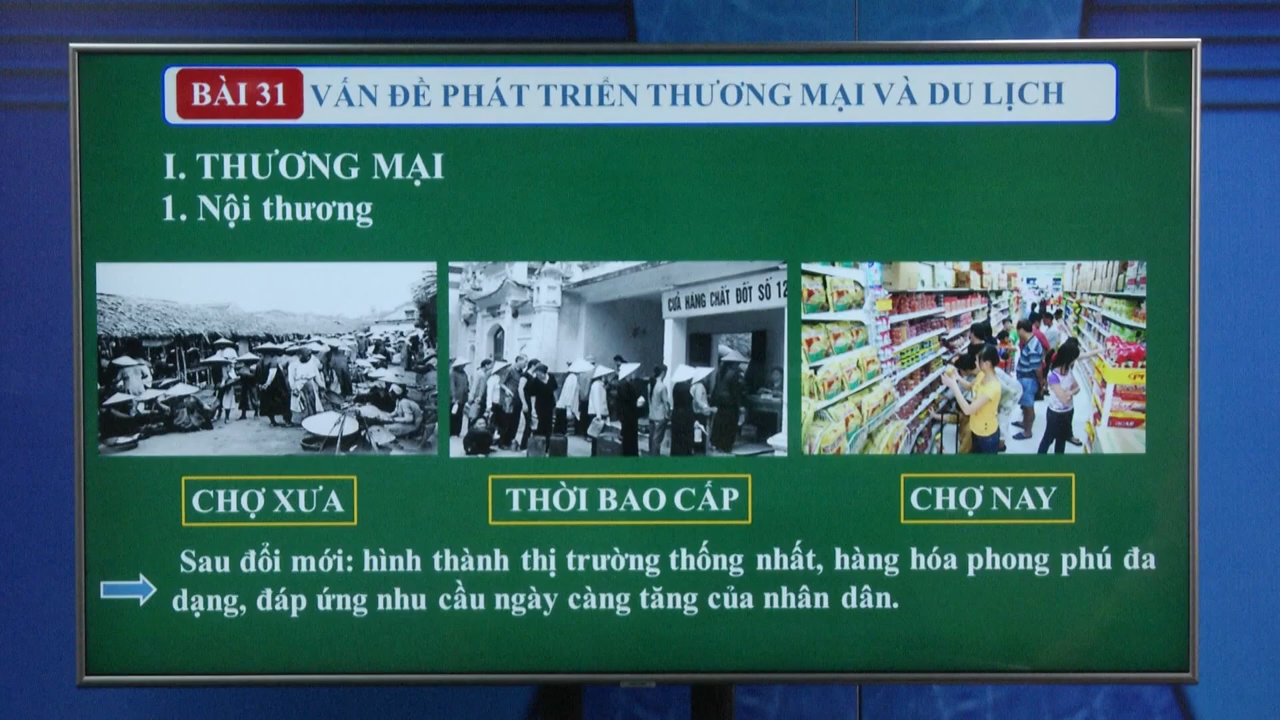 BÀI 31 VẤN ĐỀ PHÁT TRIỂN THƯƠNG MẠI VÀ DU LỊCH
I. THƯƠNG MẠI
1. Nội thương
CUẢ HÀNG CHẤT ĐỐT SỐ 12
CHỢ XƯA
THỜI BAO CẤP
CHỢ NAY
Sau đổi mới: hình thành thị trường thống nhất, hàng hóa phong phú đa
dạng, đáp ứng nhu cầu ngày càng tăng của nhân dân.